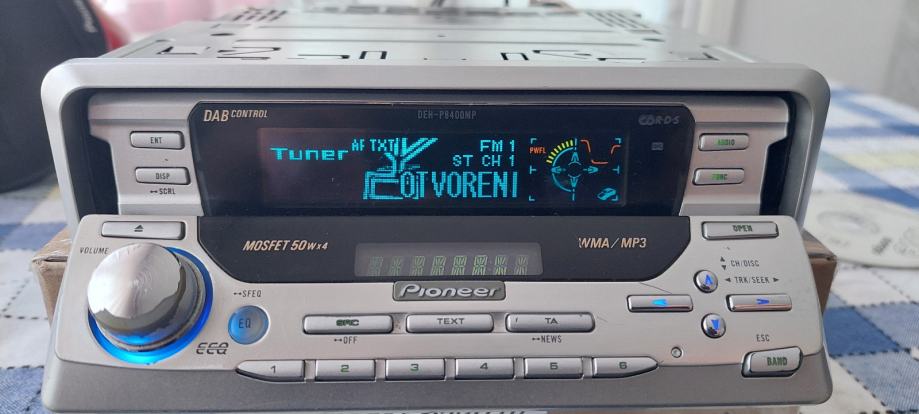 DAB CONTROL
DEH-P8400MP
R·D·S
ENT
DISP
SCRL
Tuner
AF TXT
FM 1
ST CH 1
OTVORENI
PWFL
AUDIO
FUNC
OPEN
VOLUME
MOSFET 50W×4
WMA/MP3
Pioneer
CH/DISC
TRK/SEEK
SFEQ
EQ
EEQ
TEXT
TA
OFF
NEWS
ESC
BAND
1 2 3 4 5 6